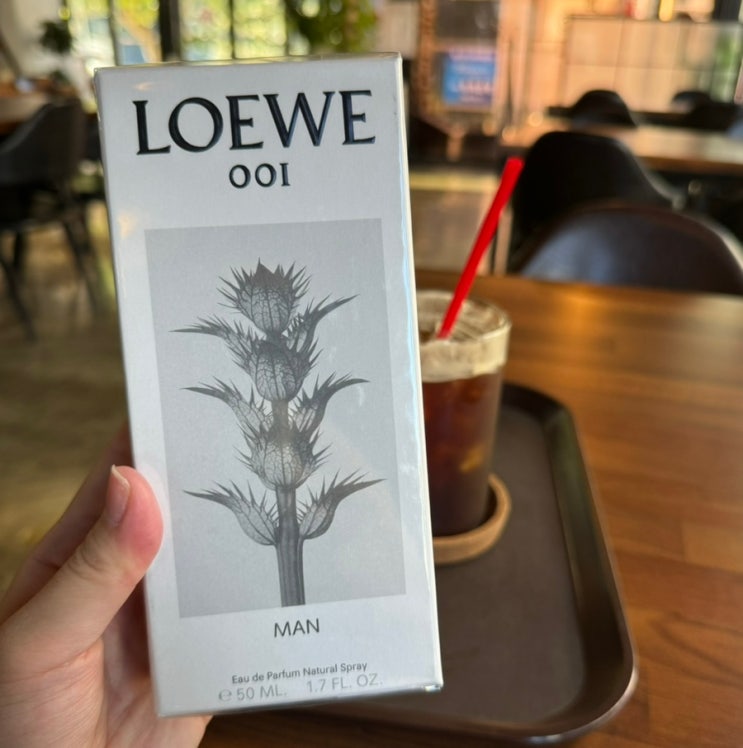 LOEWE
001
MAN
Eau de Parfum Natural Spray
℮ 50 ML. 1.7 FL. OZ.